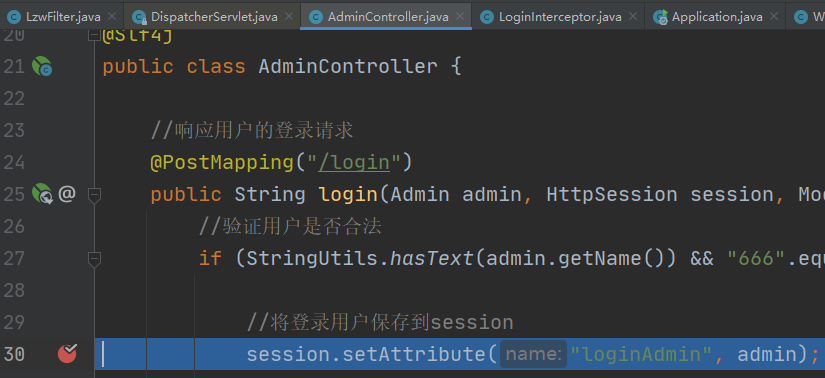 LzwFilter.java DispatcherServlet.java AdminController.java LoginInterceptor.java Application.java W
20 @Slf4j
21 public class AdminController {
22
23 //响应用户的登录请求
24 @PostMapping("/login")
25 @ public String login(Admin admin, HttpSession session, Mod
26 //验证用户是否合法
27 if (StringUtils.hasText(admin.getName()) && "666".equ
28
29 //将登录用户保存到session
30 session.setAttribute( name: "loginAdmin", admin);